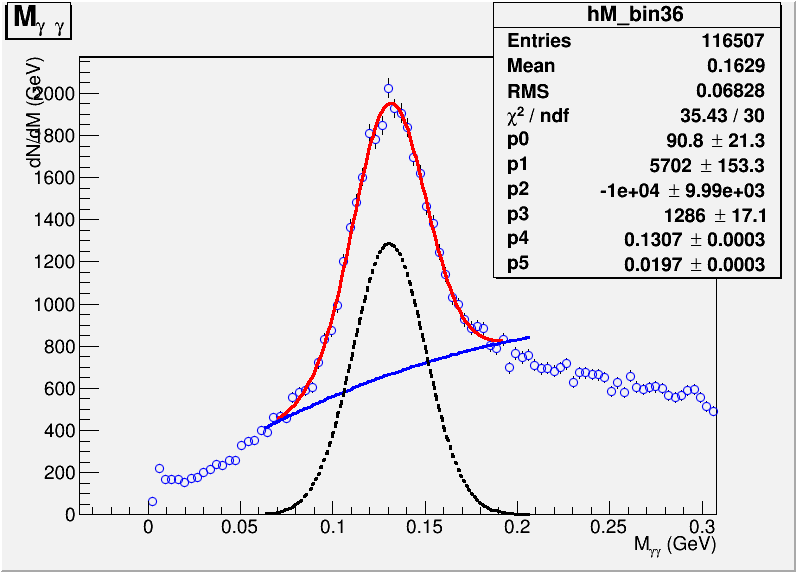 M_γ γ
hM_bin36
Entries 116507
Mean 0.1629
RMS 0.06828
χ² / ndf 35.43 / 30
p0 90.8 ± 21.3
p1 5702 ± 153.3
p2 -1e+04 ± 9.99e+03
p3 1286 ± 17.1
p4 0.1307 ± 0.0003
p5 0.0197 ± 0.0003
dN/dM (GeV)
2000
1800
1600
1400
1200
1000
800
600
400
200
0
0 0.05 0.1 0.15 0.2 0.25 0.3
M_γγ (GeV)